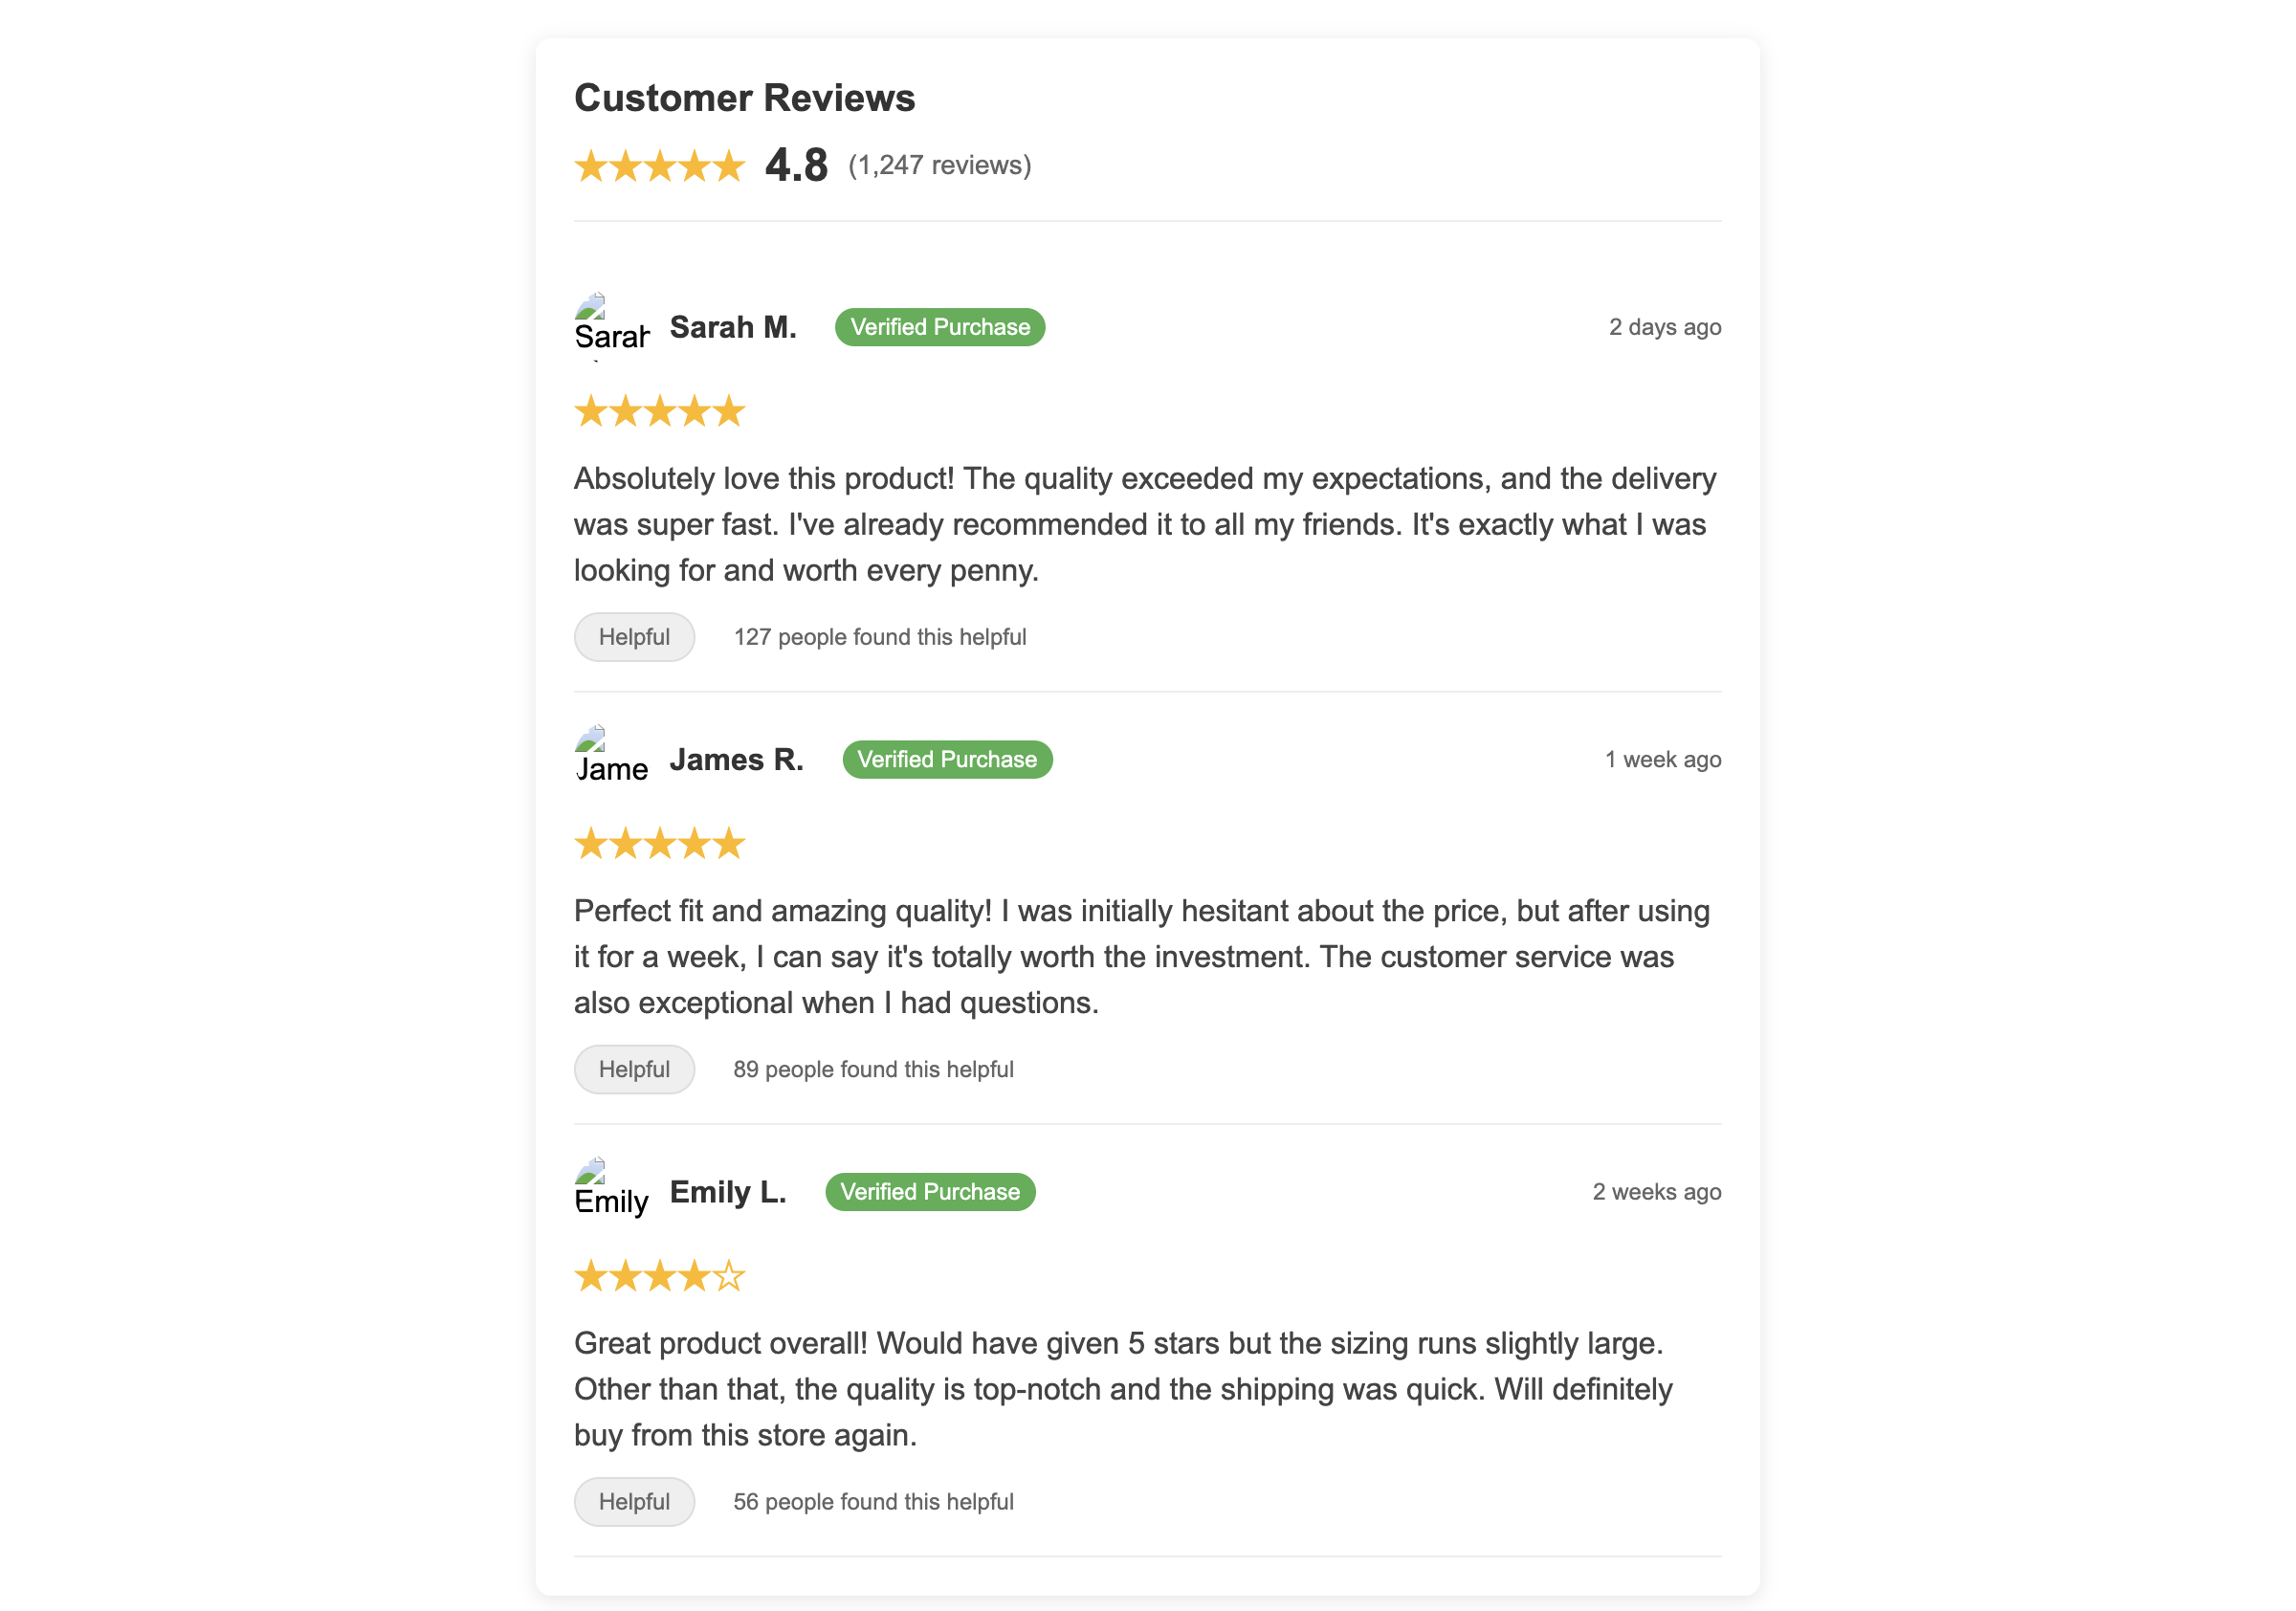 Customer Reviews
★★★★★ 4.8 (1,247 reviews)
Sarah
Sarah M. Verified Purchase 2 days ago
★★★★★
Absolutely love this product! The quality exceeded my expectations, and the delivery
was super fast. I've already recommended it to all my friends. It's exactly what I was
looking for and worth every penny.
Helpful 127 people found this helpful
Jame
James R. Verified Purchase 1 week ago
★★★★★
Perfect fit and amazing quality! I was initially hesitant about the price, but after using
it for a week, I can say it's totally worth the investment. The customer service was
also exceptional when I had questions.
Helpful 89 people found this helpful
Emily
Emily L. Verified Purchase 2 weeks ago
★★★★☆
Great product overall! Would have given 5 stars but the sizing runs slightly large.
Other than that, the quality is top-notch and the shipping was quick. Will definitely
buy from this store again.
Helpful 56 people found this helpful